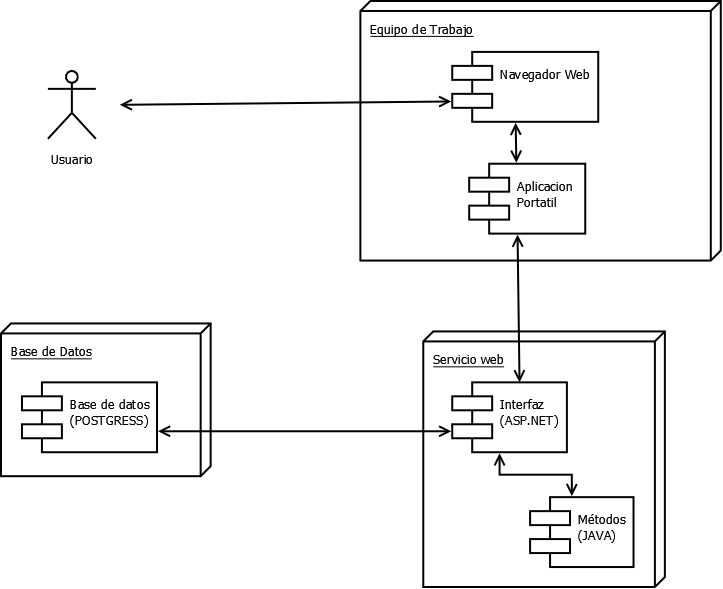 Equipo de Trabajo
Navegador Web
Usuario
Aplicacion
Portatil
Base de Datos
Base de datos
(POSTGRESS)
Servicio web
Interfaz
(ASP.NET)
Métodos
(JAVA)